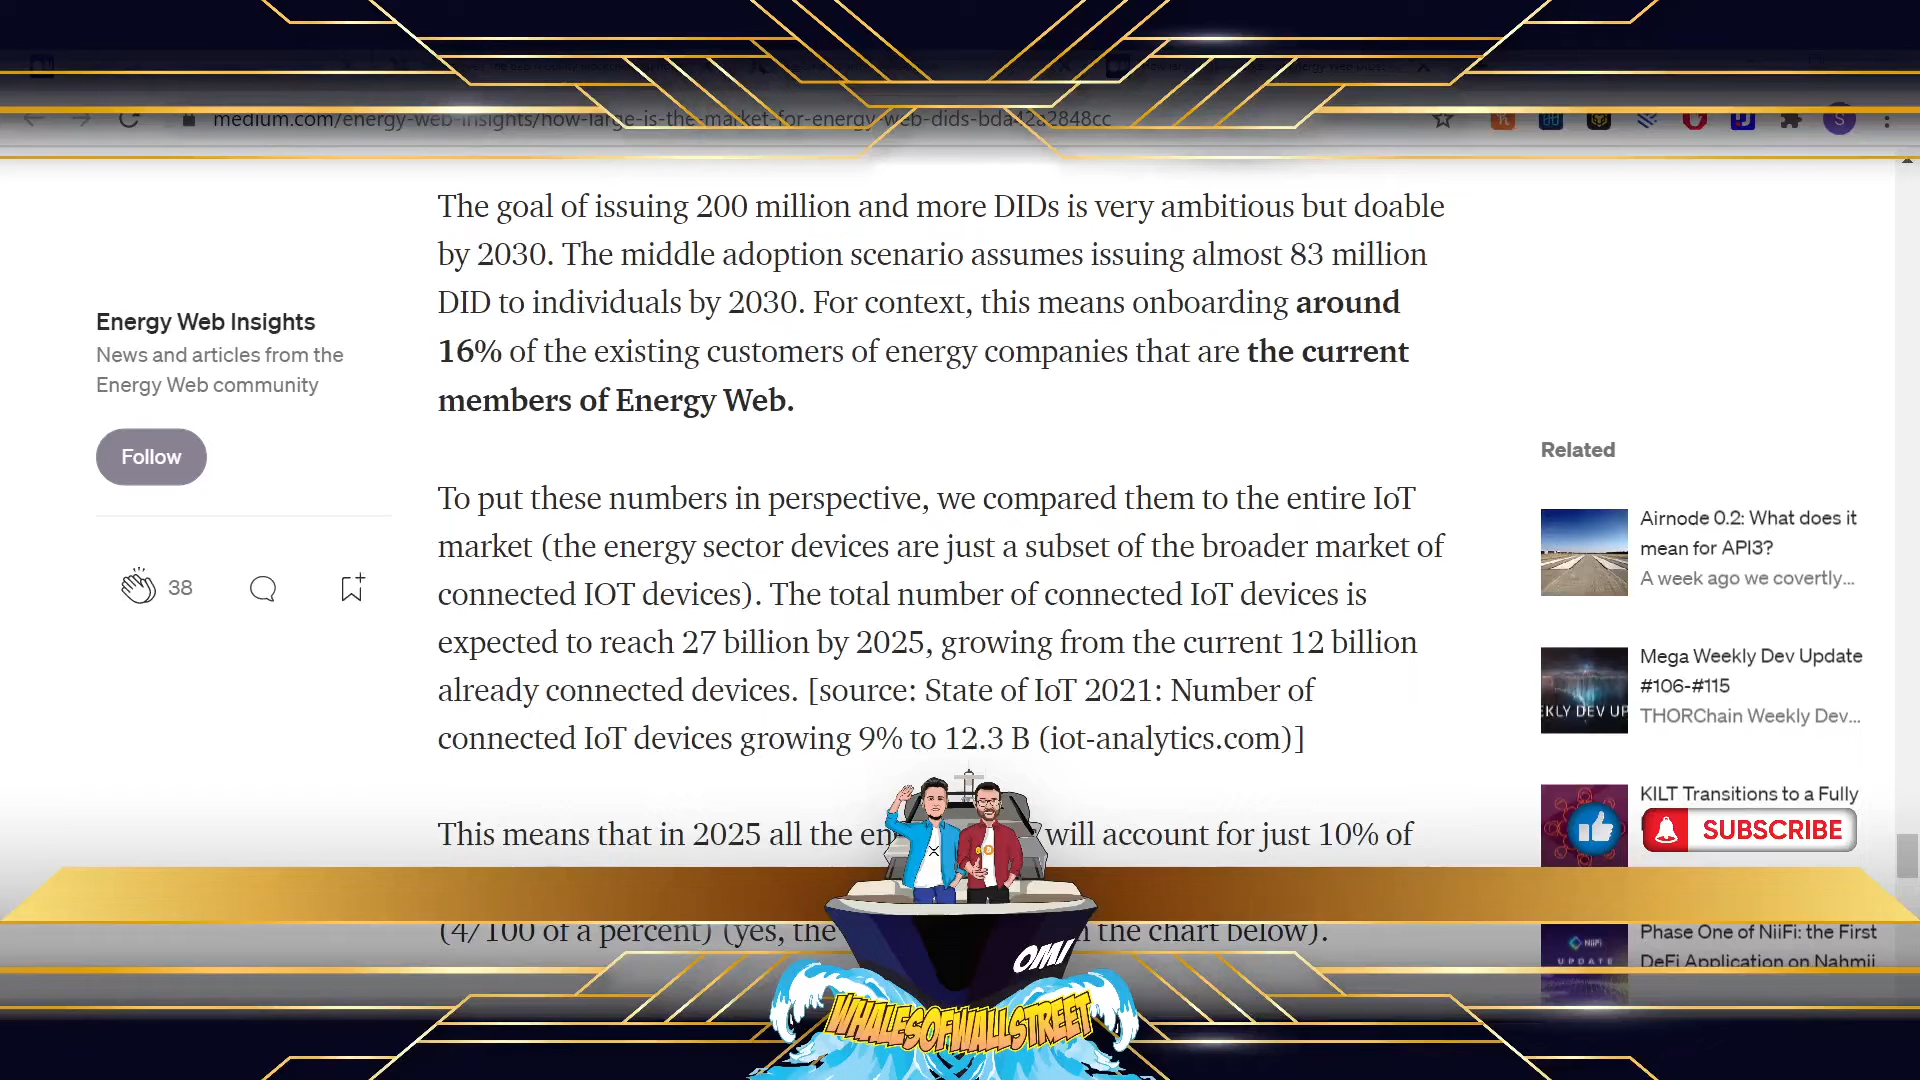 medium.com/energy-web-insights/how-large-is-the-market-for-energy-web-dids-bda42a2848cc
S
The goal of issuing 200 million and more DIDs is very ambitious but doable
by 2030. The middle adoption scenario assumes issuing almost 83 million
DID to individuals by 2030. For context, this means onboarding around
16% of the existing customers of energy companies that are the current
members of Energy Web.
Energy Web Insights
News and articles from the
Energy Web community
Follow
38
To put these numbers in perspective, we compared them to the entire IoT
market (the energy sector devices are just a subset of the broader market of
connected IOT devices). The total number of connected IoT devices is
expected to reach 27 billion by 2025, growing from the current 12 billion
already connected devices. [source: State of IoT 2021: Number of
connected IoT devices growing 9% to 12.3 B (iot-analytics.com)]
This means that in 2025 all the en will account for just 10% of
(4/100 of a percent) (yes, the the chart below).
Related
Airnode 0.2: What does it
mean for API3?
A week ago we covertly...
Mega Weekly Dev Update
#106-#115
THORChain Weekly Dev...
EKLY DEV UP
KILT Transitions to a Fully
SUBSCRIBE
Phase One of NiiFi: the First
DeFi Application on Nahmii
NiiFi
UPDATE
OMI
WHALESOFWALLSTREET